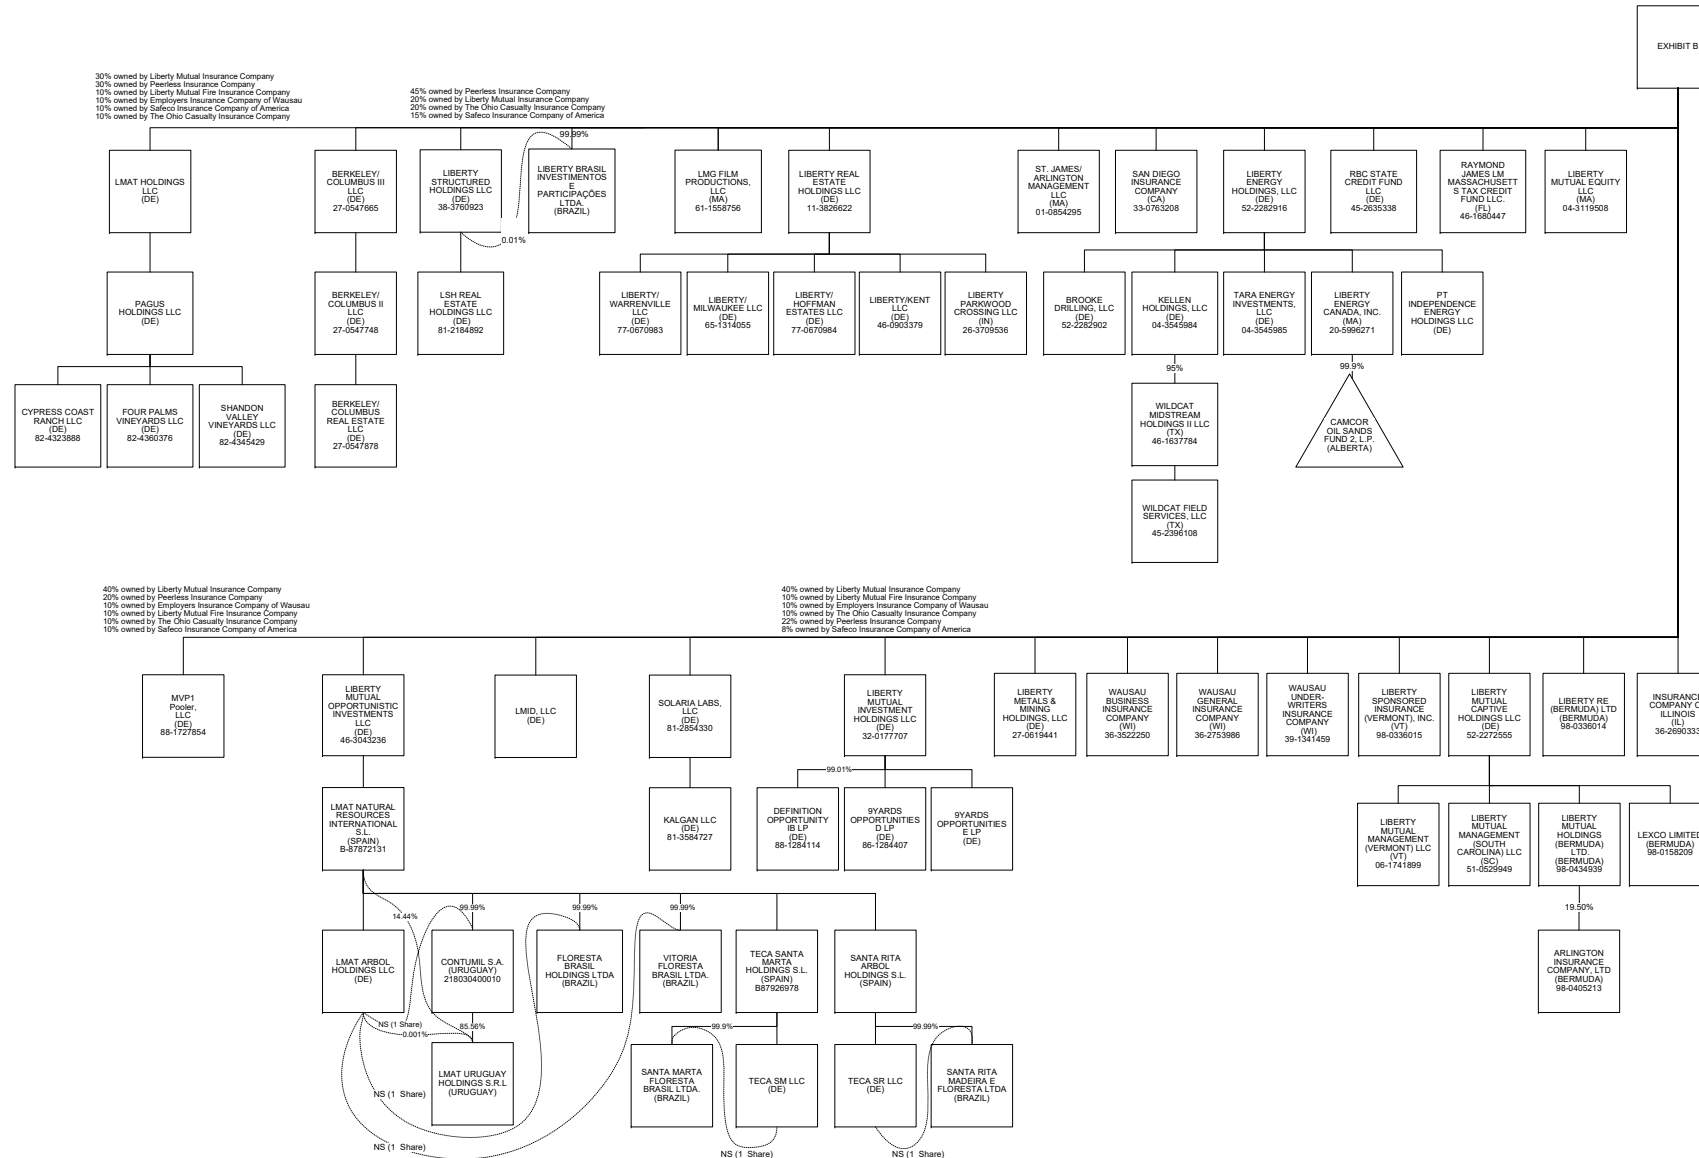 EXHIBIT B
30% owned by Liberty Mutual Insurance Company
30% owned by Peerless Insurance Company
10% owned by Liberty Mutual Fire Insurance Company
10% owned by Employers Insurance Company of Wausau
10% owned by Safeco Insurance Company of America
10% owned by The Ohio Casualty Insurance Company
45% owned by Peerless Insurance Company
20% owned by Liberty Mutual Insurance Company
20% owned by The Ohio Casualty Insurance Company
15% owned by Safeco Insurance Company of America
99.99%
LMAT HOLDINGS
LLC
(DE)
BERKELEY/
COLUMBUS III
LLC
(DE)
27-0547665
LIBERTY
STRUCTURED
HOLDINGS LLC
(DE)
38-3760923
LIBERTY BRASIL
INVESTIMENTOS
E
PARTICIPAÇÕES
LTDA.
(BRAZIL)
LMG FILM
PRODUCTIONS,
LLC
(MA)
61-1558756
LIBERTY REAL
ESTATE
HOLDINGS LLC
(DE)
11-3826622
ST. JAMES/
ARLINGTON
MANAGEMENT
LLC
(MA)
01-0854295
SAN DIEGO
INSURANCE
COMPANY
(CA)
33-0763208
LIBERTY
ENERGY
HOLDINGS, LLC
(DE)
52-2282916
RBC STATE
CREDIT FUND
LLC
(DE)
45-2635338
RAYMOND
JAMES LM
MASSACHUSETT
S TAX CREDIT
FUND LLC.
(FL)
46-1680447
LIBERTY
MUTUAL EQUITY
LLC
(MA)
04-3119508
0.01%
PAGUS
HOLDINGS LLC
(DE)
BERKELEY/
COLUMBUS II
LLC
(DE)
27-0547748
LSH REAL
ESTATE
HOLDINGS LLC
(DE)
81-2184892
LIBERTY/
WARRENVILLE
LLC
(DE)
77-0670983
LIBERTY/
MILWAUKEE LLC
(DE)
65-1314055
LIBERTY/
HOFFMAN
ESTATES LLC
(DE)
77-0670984
LIBERTY/KENT
LLC
(DE)
46-0903379
LIBERTY
PARKWOOD
CROSSING LLC
(IN)
26-3709536
BROOKE
DRILLING, LLC
(DE)
52-2282902
KELLEN
HOLDINGS, LLC
(DE)
04-3545984
TARA ENERGY
INVESTMENTS,
LLC
(DE)
04-3545985
LIBERTY
ENERGY
CANADA, INC.
(MA)
20-5996271
PT
INDEPENDENCE
ENERGY
HOLDINGS LLC
(DE)
95%
99.9%
CYPRESS COAST
RANCH LLC
(DE)
82-4323888
FOUR PALMS
VINEYARDS LLC
(DE)
82-4360376
SHANDON
VALLEY
VINEYARDS LLC
(DE)
82-4345429
BERKELEY/
COLUMBUS
REAL ESTATE
LLC
(DE)
27-0547878
WILDCAT
MIDSTREAM
HOLDINGS II LLC
(TX)
46-1637784
CAMCOR
OIL SANDS
FUND 2, L.P.
(ALBERTA)
WILDCAT FIELD
SERVICES, LLC
(TX)
45-2396108
40% owned by Liberty Mutual Insurance Company
20% owned by Peerless Insurance Company
10% owned by Employers Insurance Company of Wausau
10% owned by Liberty Mutual Fire Insurance Company
10% owned by The Ohio Casualty Insurance Company
10% owned by Safeco Insurance Company of America
40% owned by Liberty Mutual Insurance Company
10% owned by Liberty Mutual Fire Insurance Company
10% owned by Employers Insurance Company of Wausau
10% owned by The Ohio Casualty Insurance Company
22% owned by Peerless Insurance Company
8% owned by Safeco Insurance Company of America
MVP1
Pooler,
LLC
(DE)
88-1727854
LIBERTY
MUTUAL
OPPORTUNISTIC
INVESTMENTS
LLC
(DE)
46-3043236
LMID, LLC
(DE)
SOLARIA LABS,
LLC
(DE)
81-2854330
LIBERTY
MUTUAL
INVESTMENT
HOLDINGS LLC
(DE)
32-0177707
LIBERTY
METALS &
MINING
HOLDINGS, LLC
(DE)
27-0619441
WAUSAU
BUSINESS
INSURANCE
COMPANY
(WI)
36-3522250
WAUSAU
GENERAL
INSURANCE
COMPANY
(WI)
36-2753986
WAUSAU
UNDER-
WRITERS
INSURANCE
COMPANY
(WI)
39-1341459
LIBERTY
SPONSORED
INSURANCE
(VERMONT), INC.
(VT)
98-0336015
LIBERTY
MUTUAL
CAPTIVE
HOLDINGS LLC
(DE)
52-2272555
LIBERTY RE
(BERMUDA) LTD
(BERMUDA)
98-0336014
INSURANCE
COMPANY O
ILLINOIS
(IL)
36-2690333
99.01%
LMAT NATURAL
RESOURCES
INTERNATIONAL
S.L.
(SPAIN)
B-87872131
KALGAN LLC
(DE)
81-3584727
DEFINITION
OPPORTUNITY
IB LP
(DE)
88-1284114
9YARDS
OPPORTUNITIES
D LP
(DE)
86-1284407
9YARDS
OPPORTUNITIES
E LP
(DE)
LIBERTY
MUTUAL
MANAGEMENT
(VERMONT) LLC
(VT)
06-1741899
LIBERTY
MUTUAL
MANAGEMENT
(SOUTH
CAROLINA) LLC
(SC)
51-0529949
LIBERTY
MUTUAL
HOLDINGS
(BERMUDA)
LTD.
(BERMUDA)
98-0434939
LEXCO LIMITED
(BERMUDA)
98-0158209
14.44%
99.99%
99.99%
99.99%
19.50%
LMAT ARBOL
HOLDINGS LLC
(DE)
CONTUMIL S.A.
(URUGUAY)
218030400010
FLORESTA
BRASIL
HOLDINGS LTDA
(BRAZIL)
VITORIA
FLORESTA
BRASIL LTDA.
(BRAZIL)
TECA SANTA
MARTA
HOLDINGS S.L.
(SPAIN)
B87926978
SANTA RITA
ARBOL
HOLDINGS S.L.
(SPAIN)
ARLINGTON
INSURANCE
COMPANY, LTD
(BERMUDA)
98-0405213
NS (1 Share)
0.001%
85.56%
99.9%
99.99%
LMAT URUGUAY
HOLDINGS S.R.L
(URUGUAY)
SANTA MARTA
FLORESTA
BRASIL LTDA.
(BRAZIL)
TECA SM LLC
(DE)
TECA SR LLC
(DE)
SANTA RITA
MADEIRA E
FLORESTA LTDA
(BRAZIL)
NS (1 Share)
NS (1 Share)
NS (1 Share)
NS (1 Share)